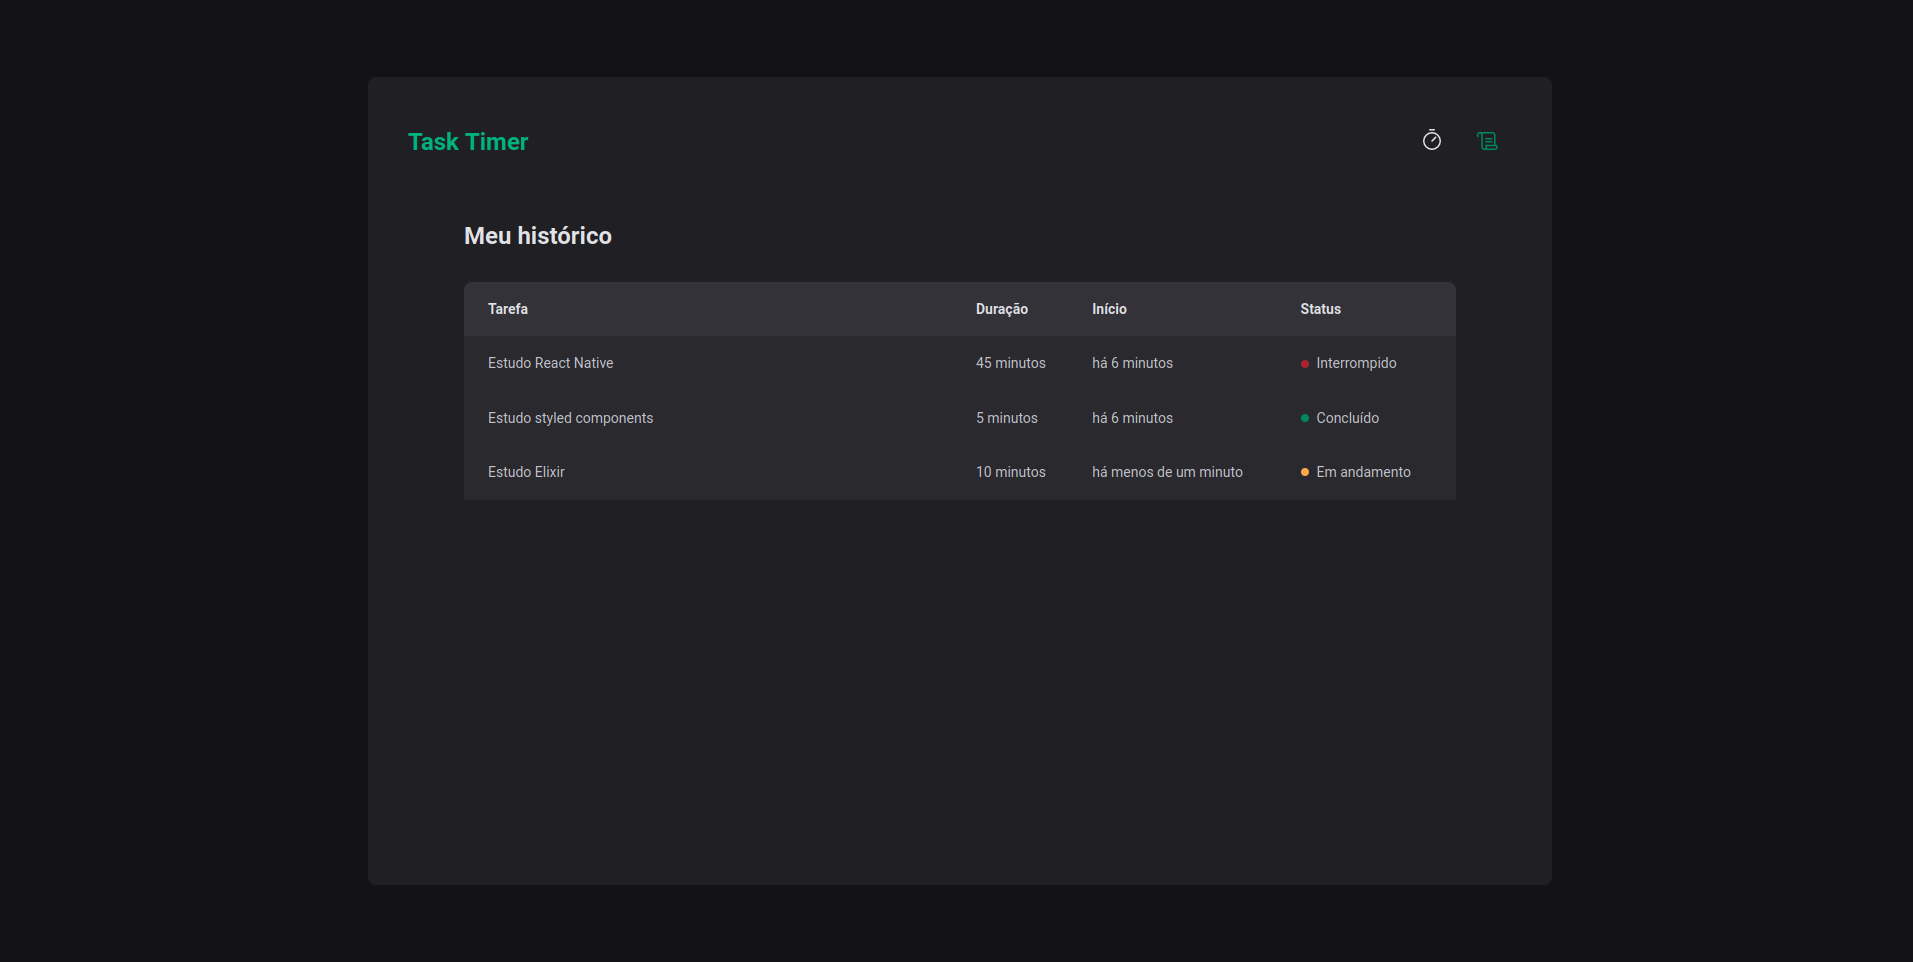 Task Timer
Meu histórico
Tarefa Duração Início Status
Estudo React Native 45 minutos há 6 minutos Interrompido
Estudo styled components 5 minutos há 6 minutos Concluído
Estudo Elixir 10 minutos há menos de um minuto Em andamento